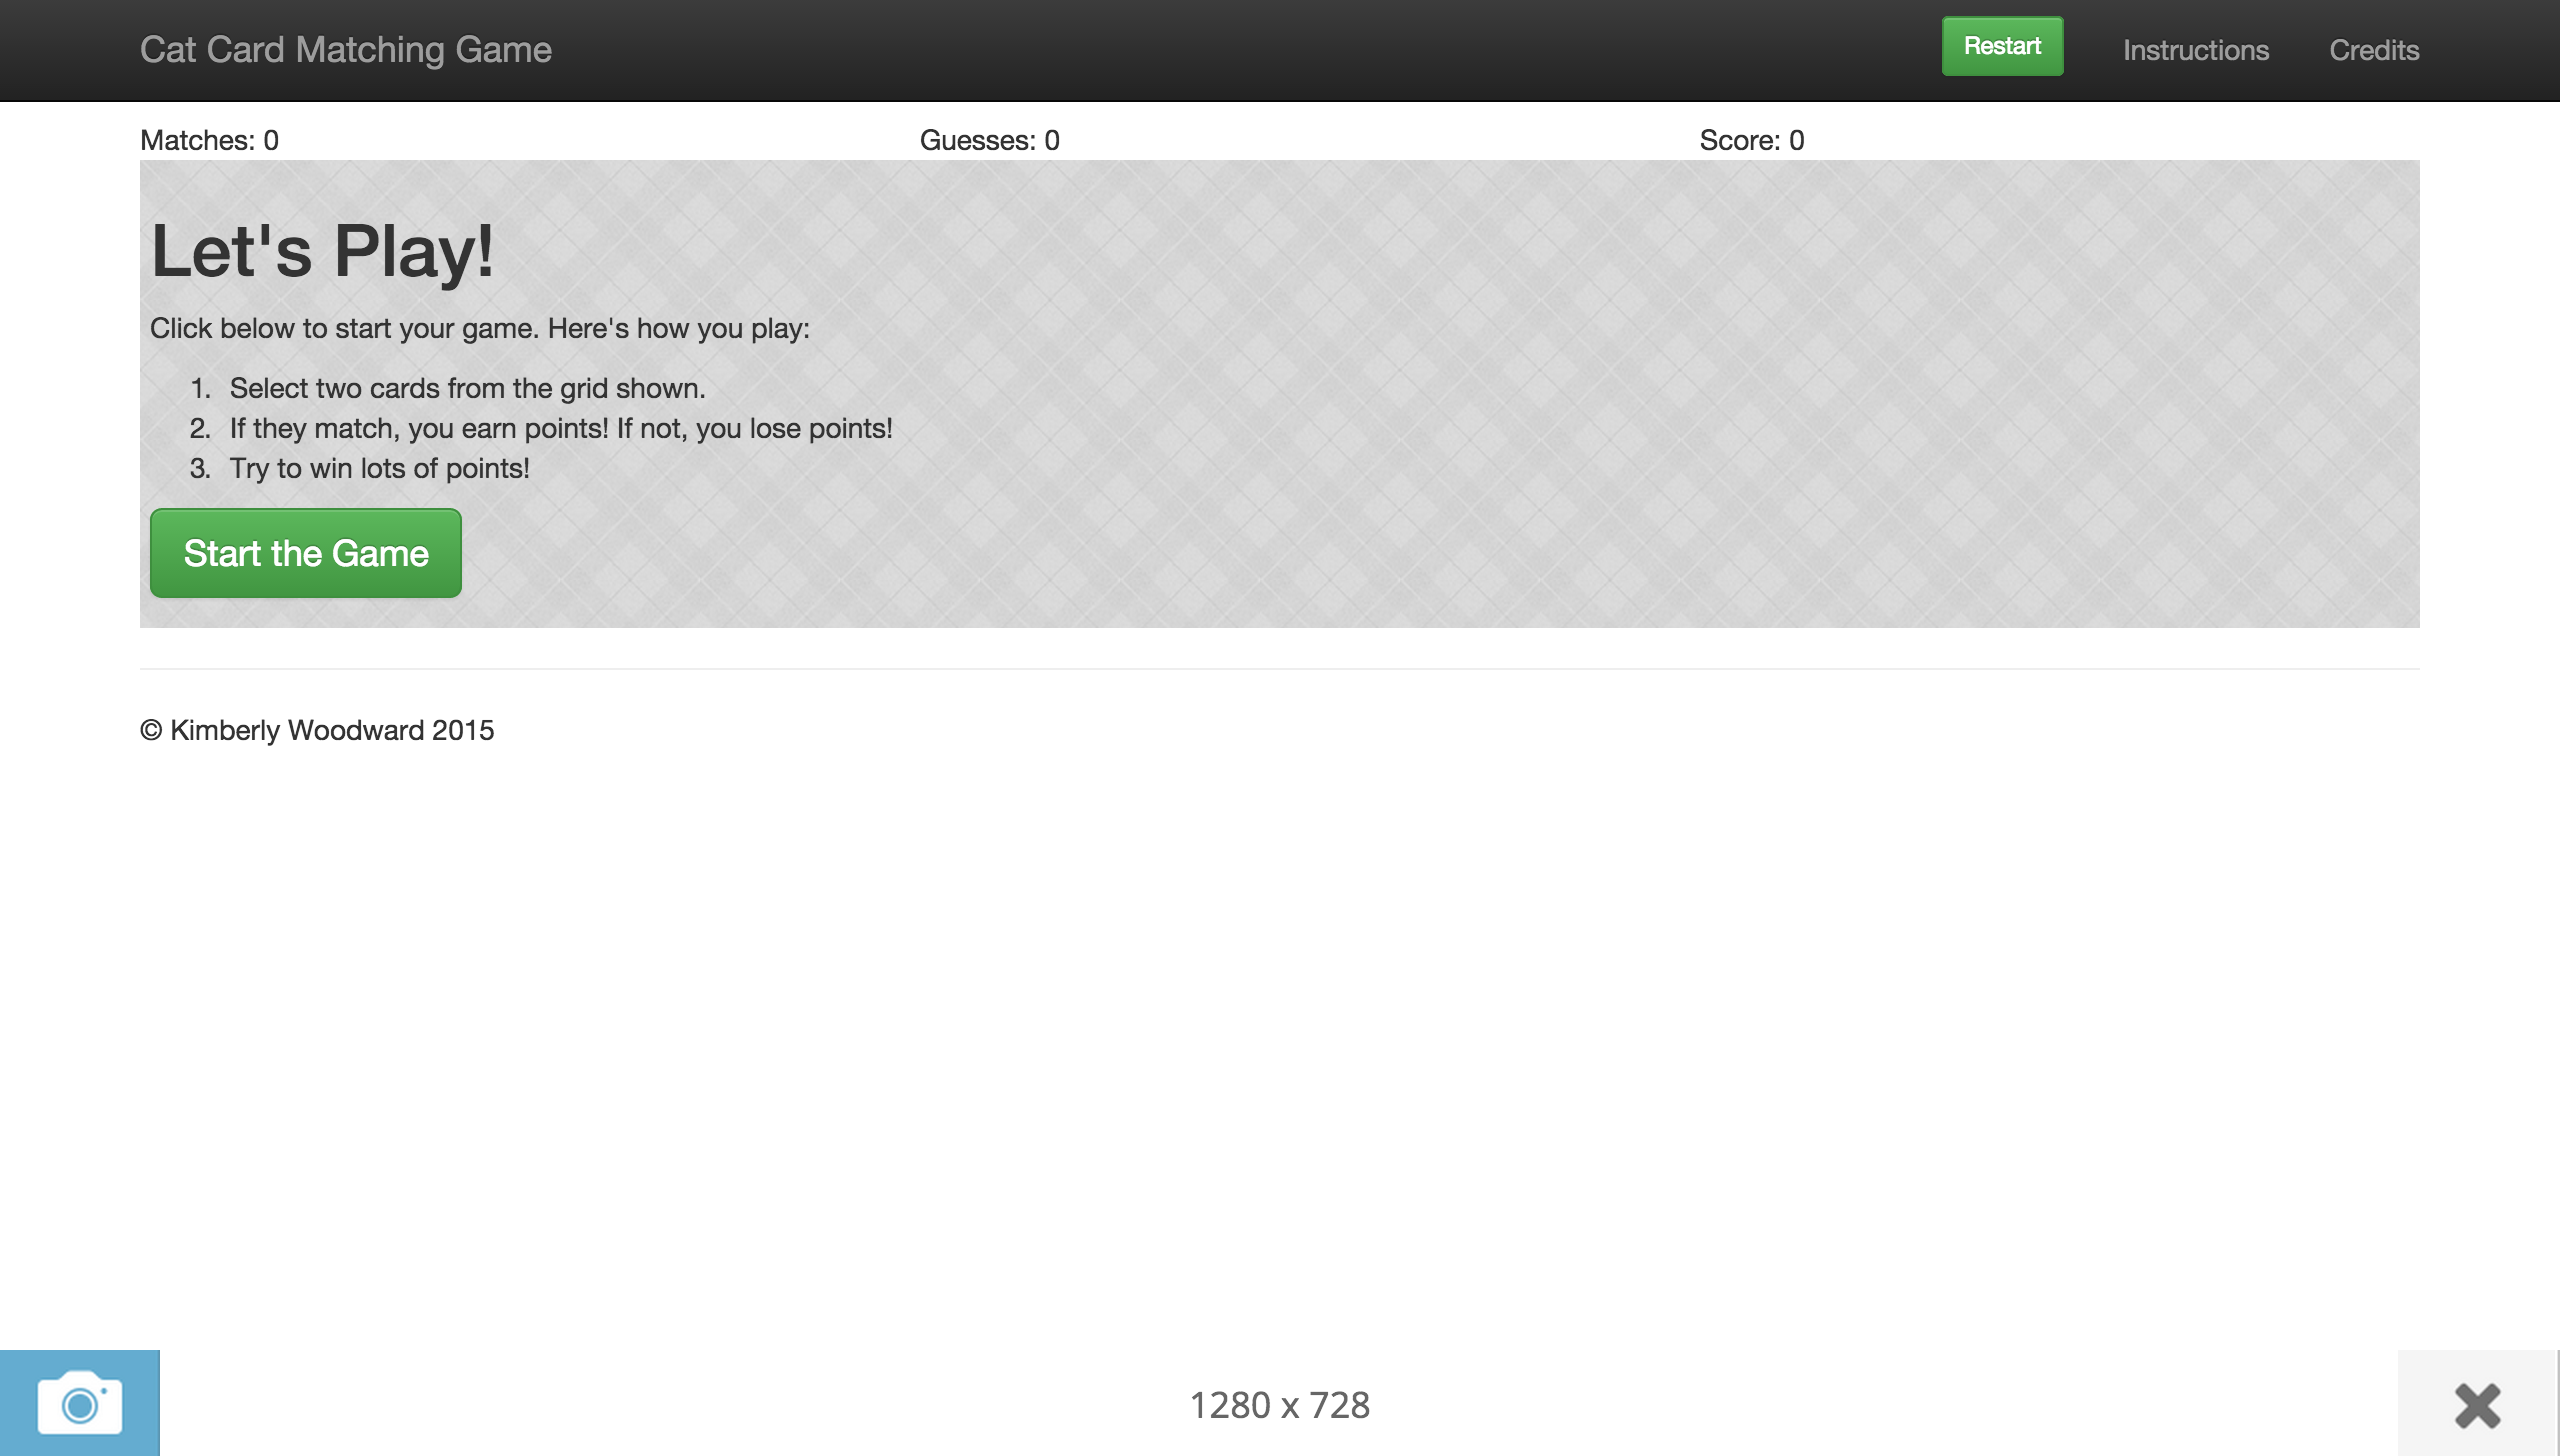 Cat Card Matching Game
Restart
Instructions
Credits
Matches: 0
Guesses: 0
Score: 0
Let's Play!
Click below to start your game. Here's how you play:
1. Select two cards from the grid shown.
2. If they match, you earn points! If not, you lose points!
3. Try to win lots of points!
Start the Game
© Kimberly Woodward 2015
1280 x 728